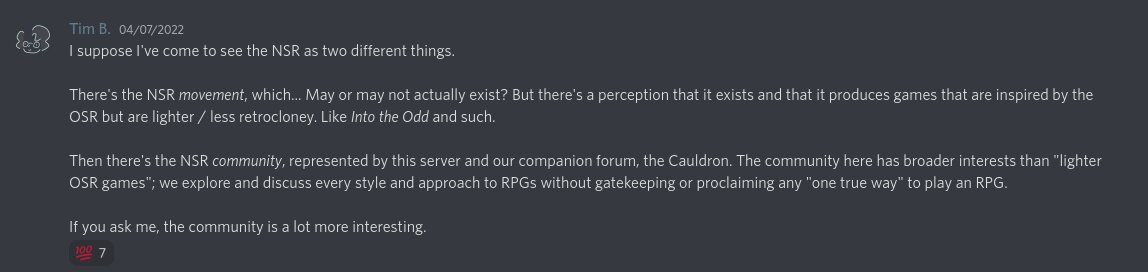 Tim B. 04/07/2022
I suppose I've come to see the NSR as two different things.
There's the NSR movement, which... May or may not actually exist? But there's a perception that it exists and that it produces games that are inspired by the
OSR but are lighter / less retrocloney. Like Into the Odd and such.
Then there's the NSR community, represented by this server and our companion forum, the Cauldron. The community here has broader interests than "lighter
OSR games"; we explore and discuss every style and approach to RPGs without gatekeeping or proclaiming any "one true way" to play an RPG.
If you ask me, the community is a lot more interesting.
100 7